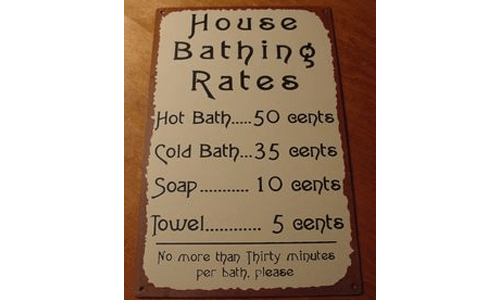 House
Bathing
Rates
Hot Bath.....50 cents
Cold Bath...35 cents
Soap........... 10 cents
Towel............ 5 cents
No more than Thirty minutes
per bath, please